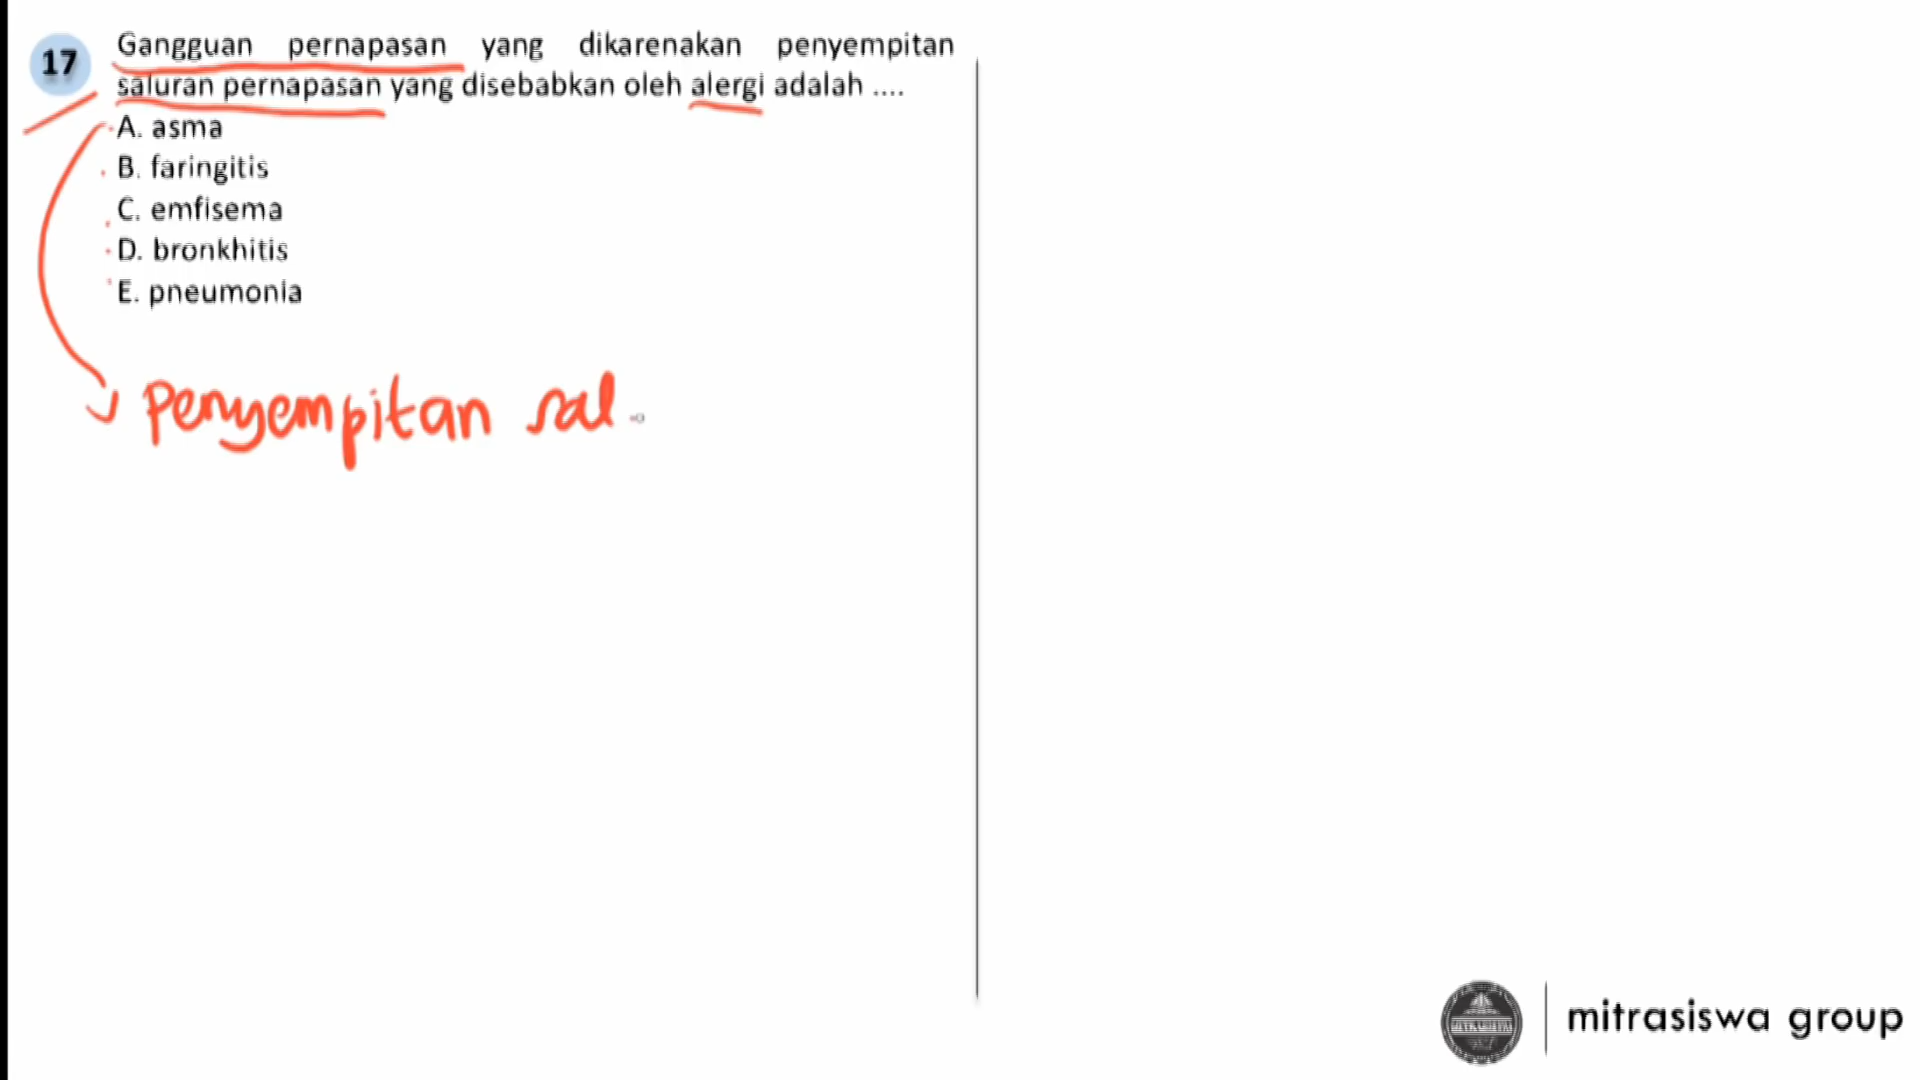 17
Gangguan pernapasan yang dikarenakan penyempitan
saluran pernapasan yang disebabkan oleh alergi adalah ....
A. asma
B. faringitis
C. emfisema
D. bronkhitis
E. pneumonia
Penyempitan sal
mitrasiswa group